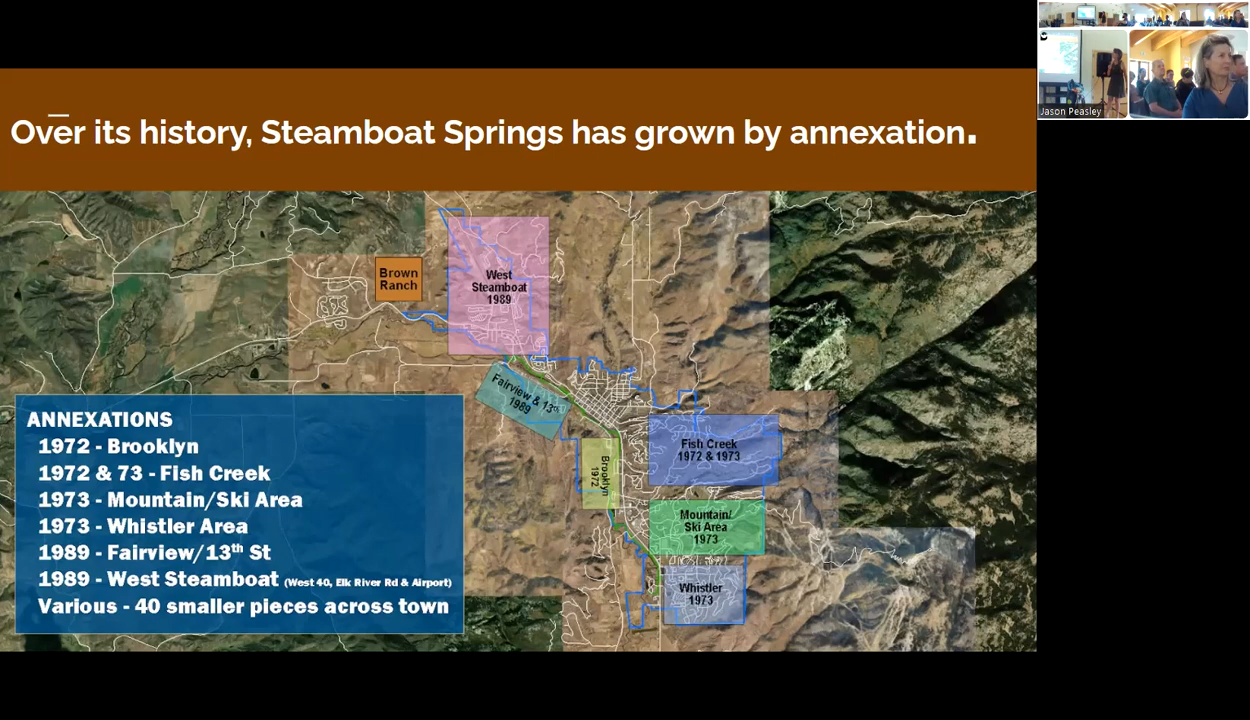 Over its history, Steamboat Springs has grown by annexation.
Jason Peasley
Brown
Ranch
West
Steamboat
1989
Fairview & 13th
1989
Brooklyn
1972
Fish Creek
1972 & 1973
Mountain/
Ski Area
1973
Whistler
1973
ANNEXATIONS
1972 - Brooklyn
1972 & 73 - Fish Creek
1973 - Mountain/Ski Area
1973 - Whistler Area
1989 - Fairview/13th St
1989 - West Steamboat (West 40, Elk River Rd & Airport)
Various - 40 smaller pieces across town